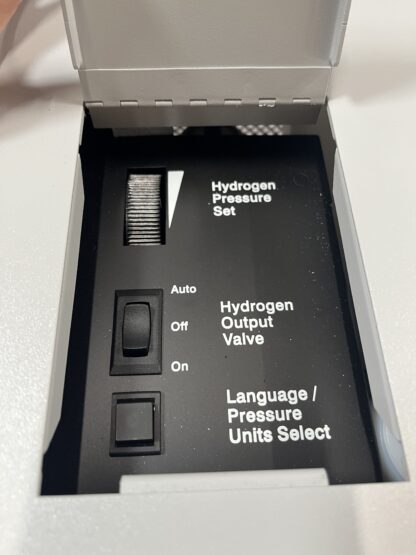 Hydrogen
Pressure
Set
Auto
Off
On
Hydrogen
Output
Valve
Language /
Pressure
Units Select